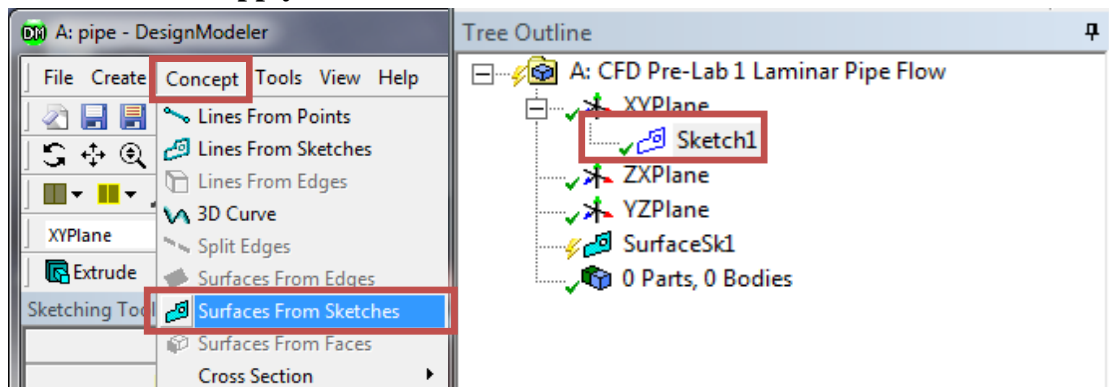 DM A: pipe - DesignModeler
File Create Concept Tools View Help
Lines From Points
Lines From Sketches
Lines From Edges
3D Curve
XYPlane
Split Edges
Extrude
Surfaces From Edges
Sketching
Surfaces From Sketches
Surfaces From Faces
Cross Section
Tree Outline
A: CFD Pre-Lab 1 Laminar Pipe Flow
XYPlane
Sketch1
ZXPlane
YZPlane
SurfaceSk1
0 Parts, 0 Bodies